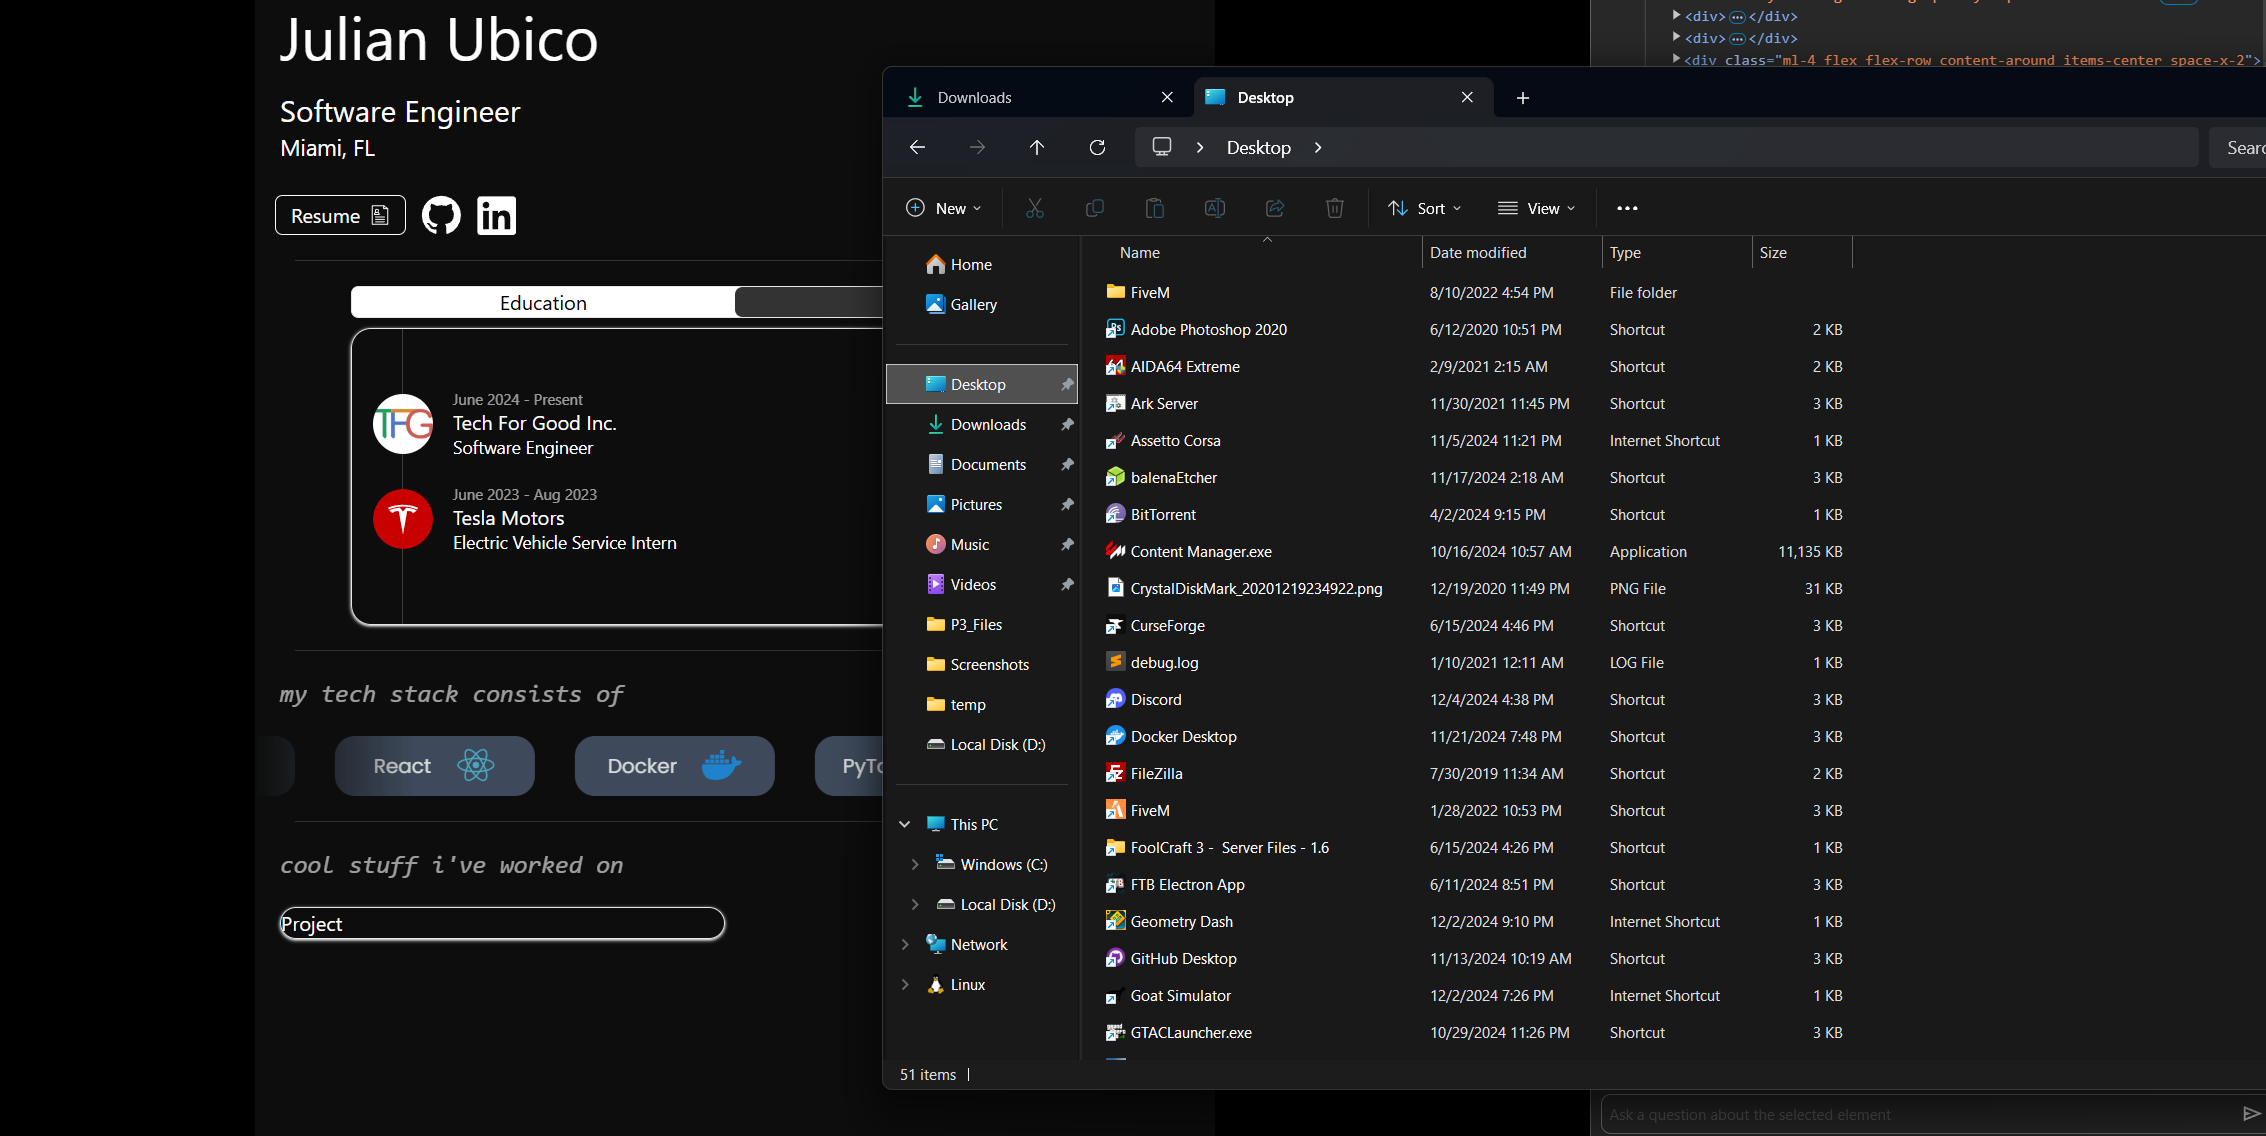 Julian Ubico
Software Engineer
Miami, FL
Resume
Education
June 2024 - Present
TFG
Tech For Good Inc.
Software Engineer
June 2023 - Aug 2023
Tesla Motors
Electric Vehicle Service Intern
my tech stack consists of
React
Docker
cool stuff i've worked on
Project
<div> ••• </div>
<div> ••• </div>
<div class="ml-4 flex flex-row content-around items-center space-x-2">
Downloads
Desktop
Desktop
New
Sort
View
Name Date modified Type Size
Home
Gallery
Desktop
Downloads
Documents
Pictures
Music
Videos
P3_Files
Screenshots
temp
Local Disk (D:)
This PC
Windows (C:)
Local Disk (D:)
Network
Linux
FiveM 8/10/2022 4:54 PM File folder
Adobe Photoshop 2020 6/12/2020 10:51 PM Shortcut 2 KB
AIDA64 Extreme 2/9/2021 2:15 AM Shortcut 2 KB
Ark Server 11/30/2021 11:45 PM Shortcut 3 KB
Assetto Corsa 11/5/2024 11:21 PM Internet Shortcut 1 KB
balenaEtcher 11/17/2024 2:18 AM Shortcut 3 KB
BitTorrent 4/2/2024 9:15 PM Shortcut 1 KB
Content Manager.exe 10/16/2024 10:57 AM Application 11,135 KB
CrystalDiskMark_20201219234922.png 12/19/2020 11:49 PM PNG File 31 KB
CurseForge 6/15/2024 4:46 PM Shortcut 3 KB
debug.log 1/10/2021 12:11 AM LOG File 1 KB
Discord 12/4/2024 4:38 PM Shortcut 3 KB
Docker Desktop 11/21/2024 7:48 PM Shortcut 3 KB
FileZilla 7/30/2019 11:34 AM Shortcut 2 KB
FiveM 1/28/2022 10:53 PM Shortcut 3 KB
FoolCraft 3 - Server Files - 1.6 6/15/2024 4:26 PM Shortcut 1 KB
FTB Electron App 6/11/2024 8:51 PM Shortcut 3 KB
Geometry Dash 12/2/2024 9:10 PM Internet Shortcut 1 KB
GitHub Desktop 11/13/2024 10:19 AM Shortcut 3 KB
Goat Simulator 12/2/2024 7:26 PM Internet Shortcut 1 KB
GTACLauncher.exe 10/29/2024 11:26 PM Shortcut 3 KB
51 items
Ask a question about the selected element